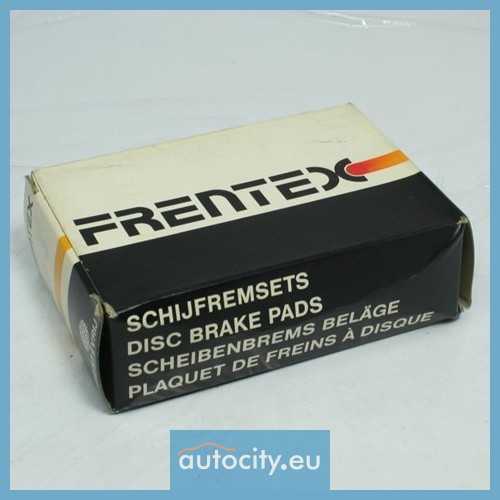 FRENTEX
SCHIJFREMSETS
DISC BRAKE PADS
SCHEIBENBREMS BELÄGE
PLAQUET DE FREINS À DISQUE
autocity.eu